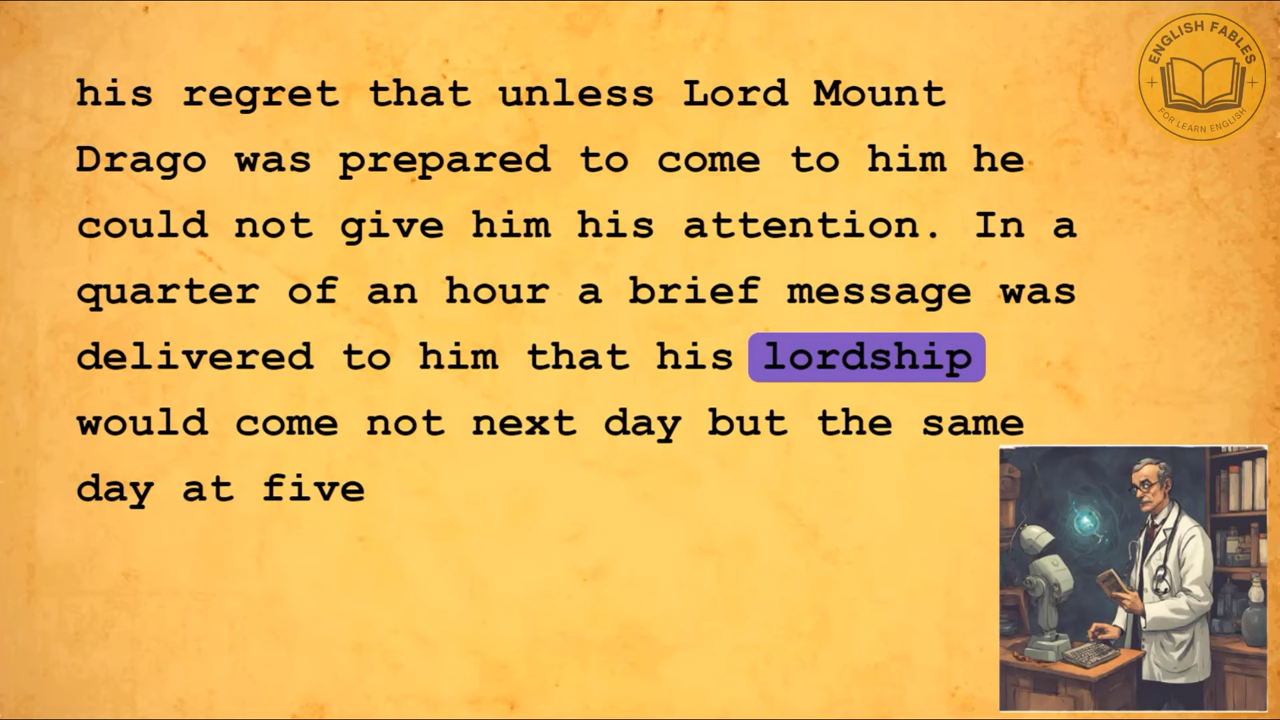 his regret that unless Lord Mount
Drago was prepared to come to him he
could not give him his attention. In a
quarter of an hour a brief message was
delivered to him that his lordship
would come not next day but the same
day at five
ENGLISH FABLES
FOR LEARN ENGLISH